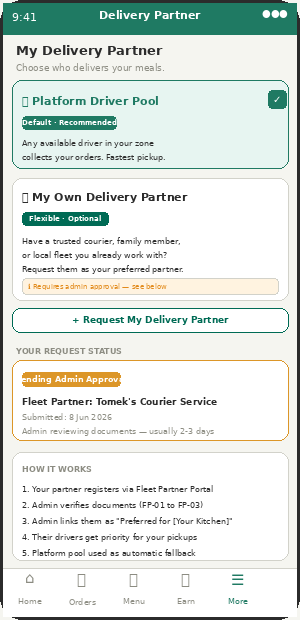 9:41
Delivery Partner
My Delivery Partner
Choose who delivers your meals.
Platform Driver Pool
Default · Recommended
Any available driver in your zone
collects your orders. Fastest pickup.
My Own Delivery Partner
Flexible · Optional
Have a trusted courier, family member,
or local fleet you already work with?
Request them as your preferred partner.
ℹ Requires admin approval — see below
+ Request My Delivery Partner
YOUR REQUEST STATUS
ending Admin Approva
Fleet Partner: Tomek's Courier Service
Submitted: 8 Jun 2026
Admin reviewing documents — usually 2-3 days
HOW IT WORKS
1. Your partner registers via Fleet Partner Portal
2. Admin verifies documents (FP-01 to FP-03)
3. Admin links them as "Preferred for [Your Kitchen]"
4. Their drivers get priority for your pickups
5. Platform pool used as automatic fallback
Home
Orders
Menu
Earn
More